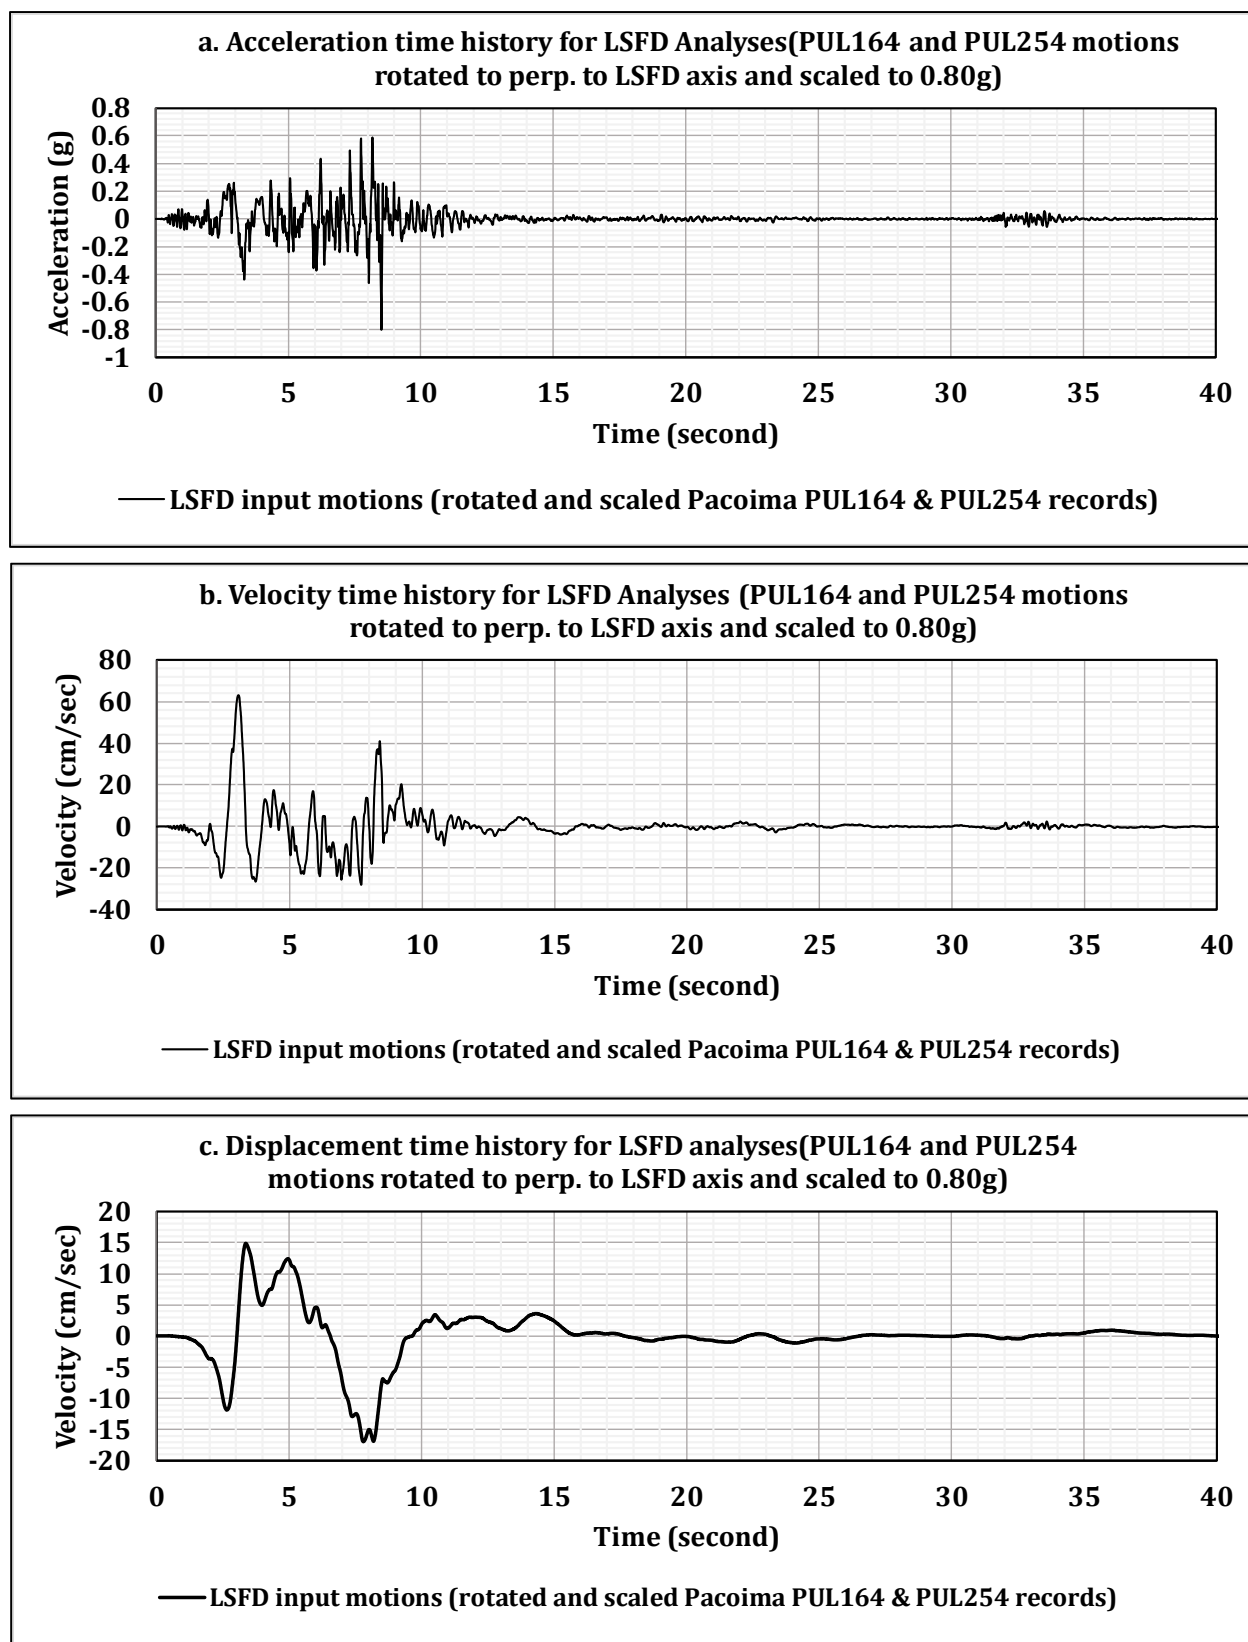 a. Acceleration time history for LSFD Analyses(PUL164 and PUL254 motions
rotated to perp. to LSFD axis and scaled to 0.80g)
Acceleration (g)
0.8
0.6
0.4
0.2
0
-0.2
-0.4
-0.6
-0.8
-1
0 5 10 15 20 25 30 35 40
Time (second)
LSFD input motions (rotated and scaled Pacoima PUL164 & PUL254 records)
b. Velocity time history for LSFD Analyses (PUL164 and PUL254 motions
rotated to perp. to LSFD axis and scaled to 0.80g)
Velocity (cm/sec)
80
60
40
20
0
-20
-40
0 5 10 15 20 25 30 35 40
Time (second)
LSFD input motions (rotated and scaled Pacoima PUL164 & PUL254 records)
c. Displacement time history for LSFD analyses(PUL164 and PUL254
motions rotated to perp. to LSFD axis and scaled to 0.80g)
Velocity (cm/sec)
20
15
10
5
0
-5
-10
-15
-20
0 5 10 15 20 25 30 35 40
Time (second)
LSFD input motions (rotated and scaled Pacoima PUL164 & PUL254 records)